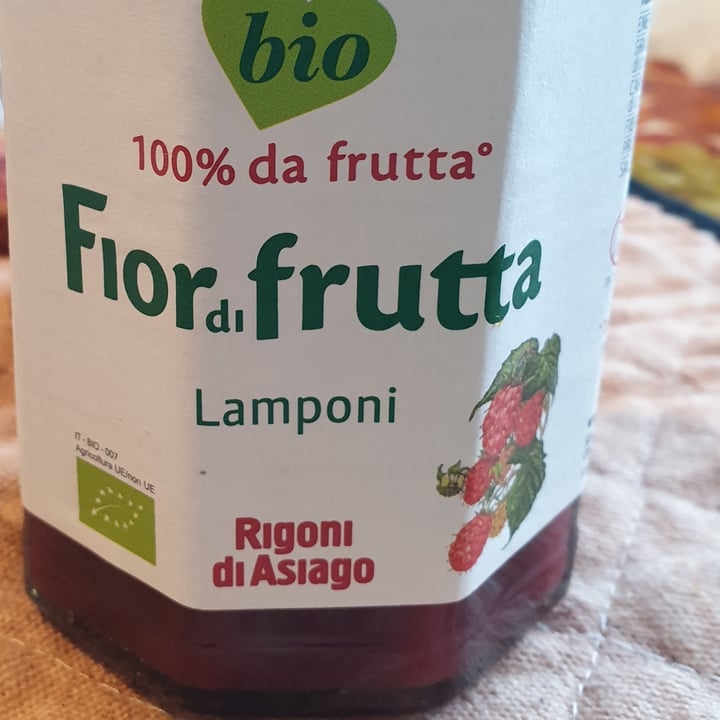 bio
100% da frutta°
Fior di frutta
Lamponi
IT - BIO - 007
Agricoltura UE/non UE
Rigoni
di Asiago